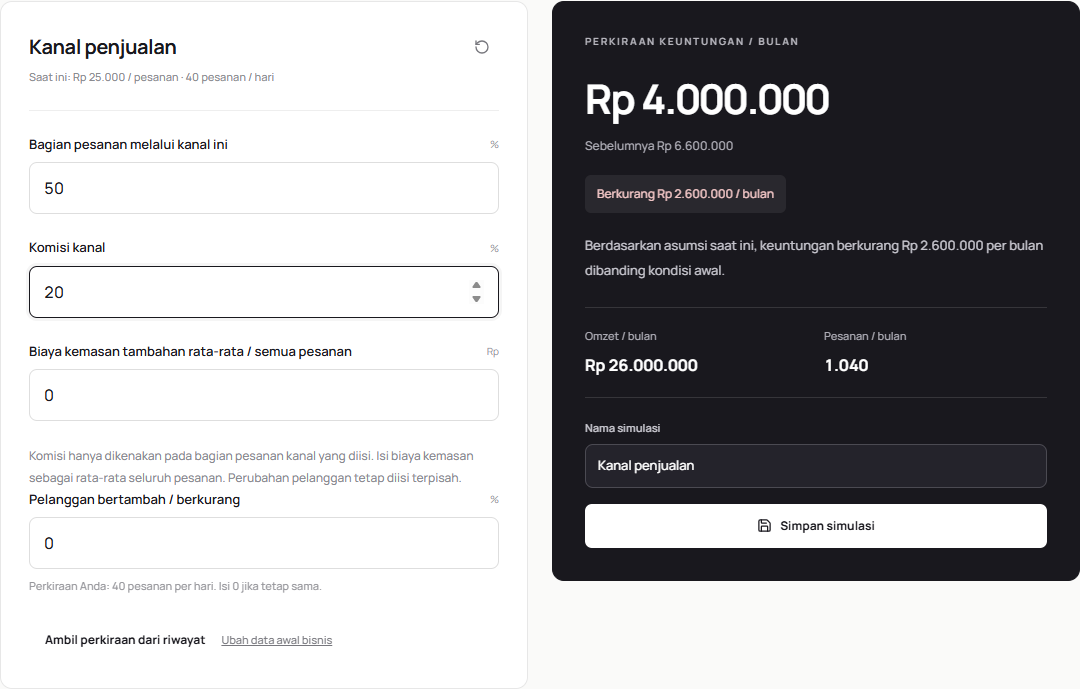 Kanal penjualan
Saat ini: Rp 25.000 / pesanan · 40 pesanan / hari
Bagian pesanan melalui kanal ini %
50
Komisi kanal %
20
Biaya kemasan tambahan rata-rata / semua pesanan Rp
0
Komisi hanya dikenakan pada bagian pesanan kanal yang diisi. Isi biaya kemasan
sebagai rata-rata seluruh pesanan. Perubahan pelanggan tetap diisi terpisah.
Pelanggan bertambah / berkurang %
0
Perkiraan Anda: 40 pesanan per hari. Isi 0 jika tetap sama.
Ambil perkiraan dari riwayat Ubah data awal bisnis
PERKIRAAN KEUNTUNGAN / BULAN
Rp 4.000.000
Sebelumnya Rp 6.600.000
Berkurang Rp 2.600.000 / bulan
Berdasarkan asumsi saat ini, keuntungan berkurang Rp 2.600.000 per bulan
dibanding kondisi awal.
Omzet / bulan Pesanan / bulan
Rp 26.000.000 1.040
Nama simulasi
Kanal penjualan
Simpan simulasi